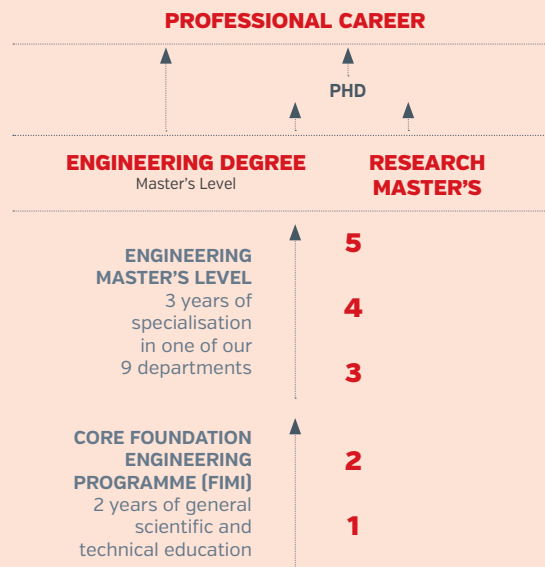 PROFESSIONAL CAREER
PHD
ENGINEERING DEGREE
Master's Level
RESEARCH
MASTER'S
ENGINEERING
MASTER'S LEVEL
3 years of
specialisation
in one of our
9 departments
5
4
3
CORE FOUNDATION
ENGINEERING
PROGRAMME (FIMI)
2 years of general
scientific and
technical education
2
1